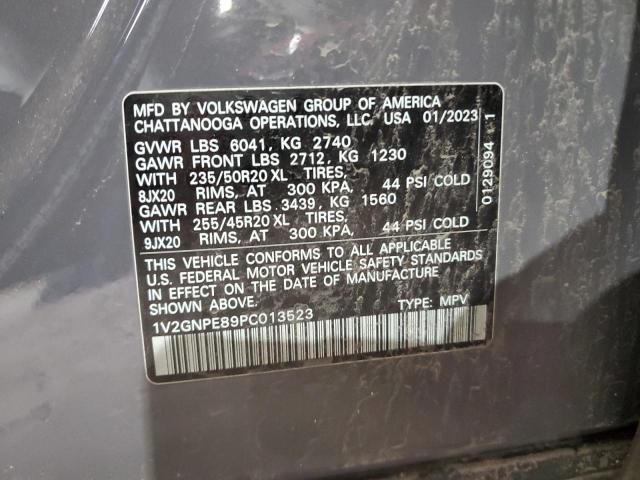 MFD BY VOLKSWAGEN GROUP OF AMERICA
CHATTANOOGA OPERATIONS, LLC. USA 01/2023
GVWR LBS 6041, KG 2740
GAWR FRONT LBS 2712, KG 1230
WITH 235/50R20 XL TIRES,
8JX20 RIMS, AT 300 KPA, 44 PSI COLD
GAWR REAR LBS 3439, KG 1560
WITH 255/45R20 XL TIRES,
9JX20 RIMS, AT 300 KPA, 44 PSI COLD
THIS VEHICLE CONFORMS TO ALL APPLICABLE
U.S. FEDERAL MOTOR VEHICLE SAFETY STANDARDS
IN EFFECT ON THE DATE OF MANUFACTURE
SHOWN ABOVE.
1V2GNPE89PC013523 TYPE: MPV
0129094 1